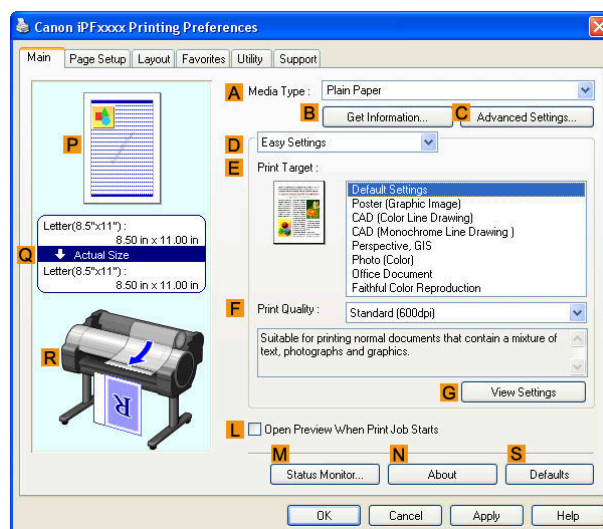 Canon iPFxxxx Printing Preferences
Main Page Setup Layout Favorites Utility Support
A Media Type : Plain Paper
B Get Information... C Advanced Settings...
D Easy Settings
E Print Target :
Default Settings
Poster (Graphic Image)
CAD (Color Line Drawing)
CAD (Monochrome Line Drawing )
Perspective, GIS
Photo (Color)
Office Document
Faithful Color Reproduction
P
Letter(8.5"x11") :
8.50 in x 11.00 in
Q Actual Size
Letter(8.5"x11") :
8.50 in x 11.00 in
R
R
F Print Quality : Standard (600dpi)
Suitable for printing normal documents that contain a mixture of
text, photographs and graphics.
G View Settings
L Open Preview When Print Job Starts
M N S
Status Monitor... About Defaults
OK Cancel Apply Help